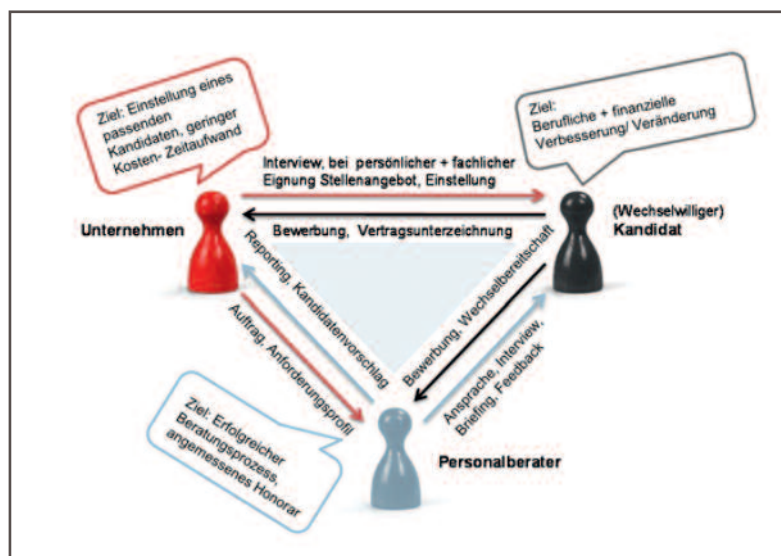 Ziel: Einstellung eines
passenden
Kandidaten, geringer
Kosten- Zeitaufwand
Ziel:
Berufliche + finanzielle
Verbesserung/ Veränderung
Interview, bei persönlicher + fachlicher
Eignung Stellenangebot, Einstellung
Unternehmen
(Wechselwilliger)
Kandidat
Bewerbung, Vertragsunterzeichnung
Reporting, Kandidatenvorschlag
Auftrag, Anforderungsprofil
Bewerbung, Wechselbereitschaft
Ansprache, Interview,
Briefing, Feedback
Ziel: Erfolgreicher
Beratungsprozess,
angemessenes Honorar
Personalberater